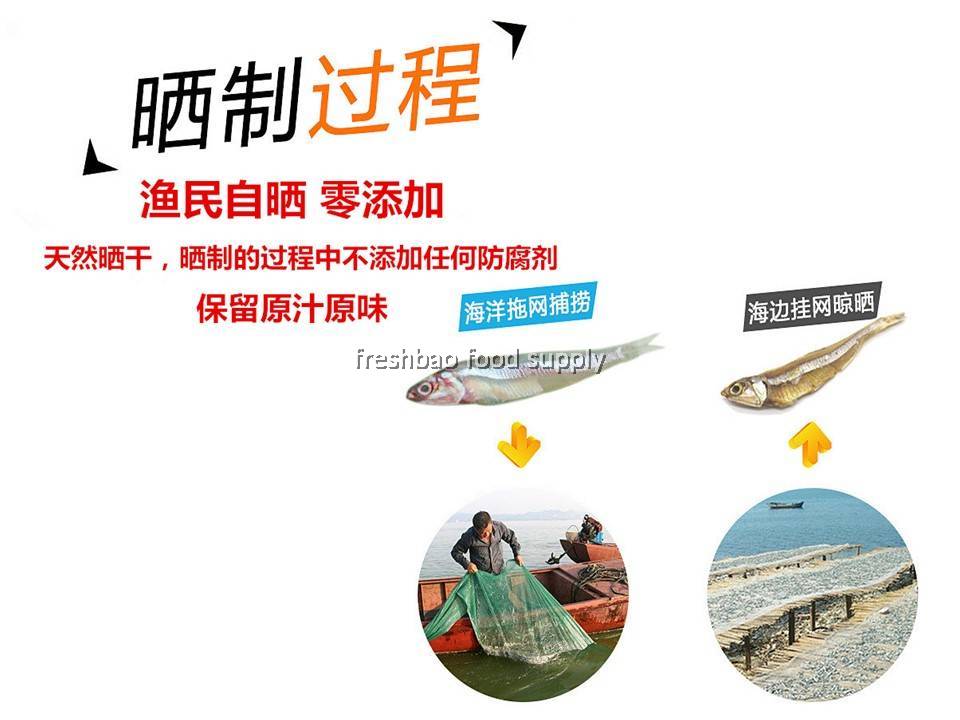 晒制过程
渔民自晒 零添加
天然晒干，晒制的过程中不添加任何防腐剂
保留原汁原味
海洋拖网捕捞
海边挂网晾晒
freshbao food supply